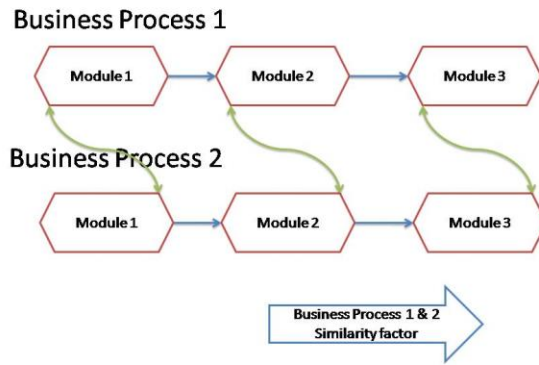 Business Process 1
Module 1
Module 2
Module 3
Business Process 2
Module 1
Module 2
Module 3
Business Process 1 & 2
Similarity factor